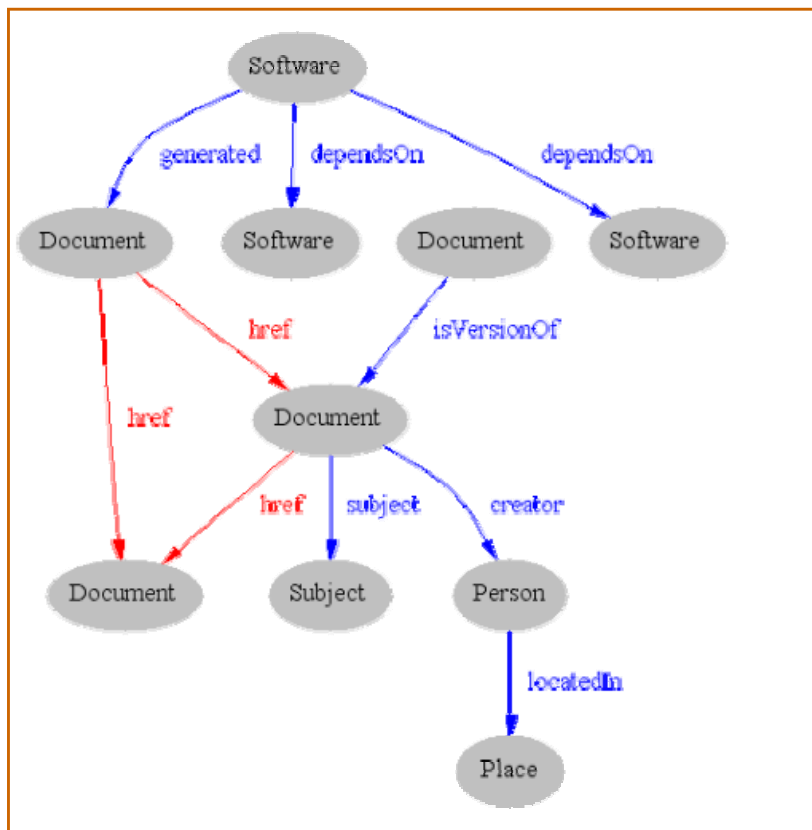 Software
generated
dependsOn
dependsOn
Document
Software
Document
Software
href
isVersionOf
href
Document
href
subject
creator
Document
Subject
Person
locatedIn
Place